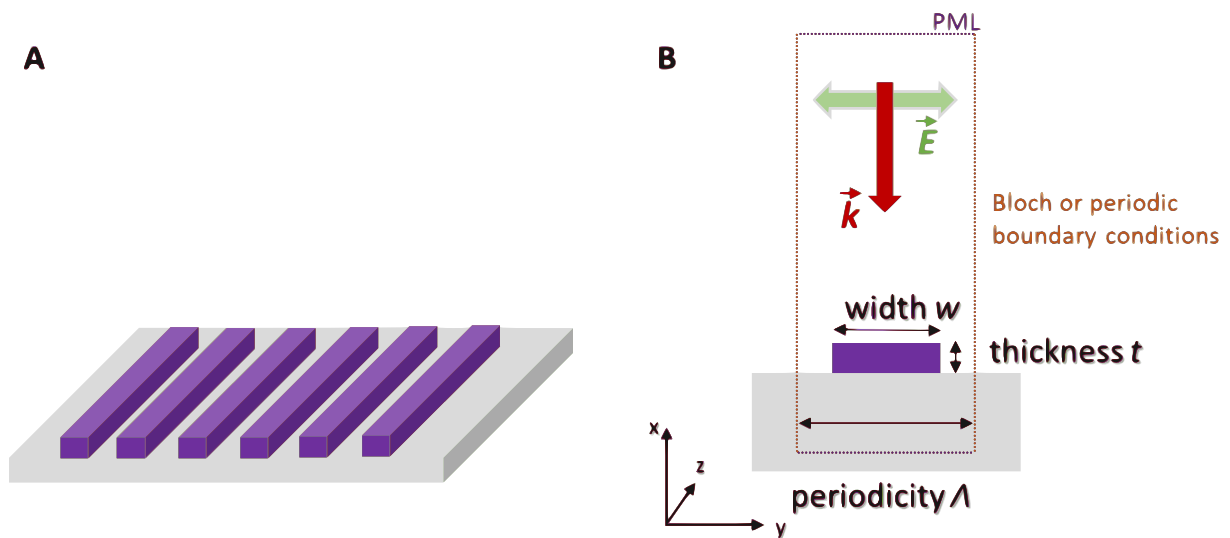 A
B
PML
E
k
Bloch or periodic
boundary conditions
width w
thickness t
x
z
y
periodicity Λ